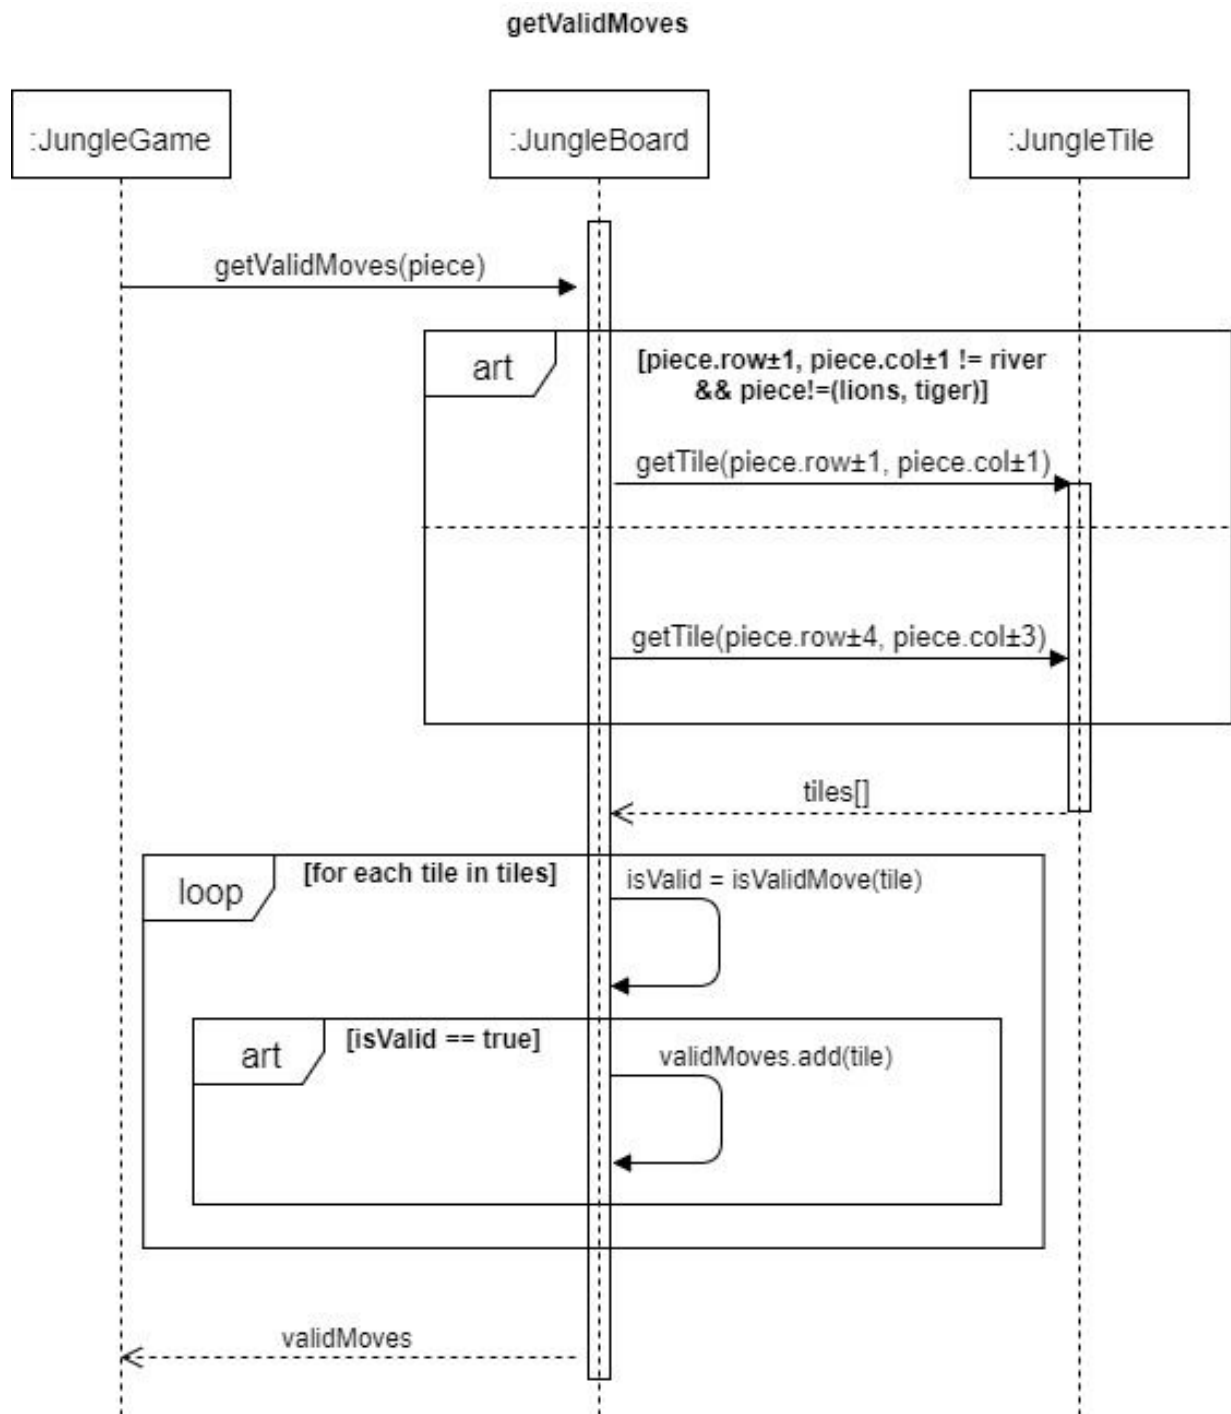 getValidMoves
:JungleGame
:JungleBoard
:JungleTile
getValidMoves(piece)
art
[piece.row±1, piece.col±1 != river
&& piece!=(lions, tiger)]
getTile(piece.row±1, piece.col±1)
getTile(piece.row±4, piece.col±3)
tiles[]
loop
[for each tile in tiles]
isValid = isValidMove(tile)
art
[isValid == true]
validMoves.add(tile)
validMoves